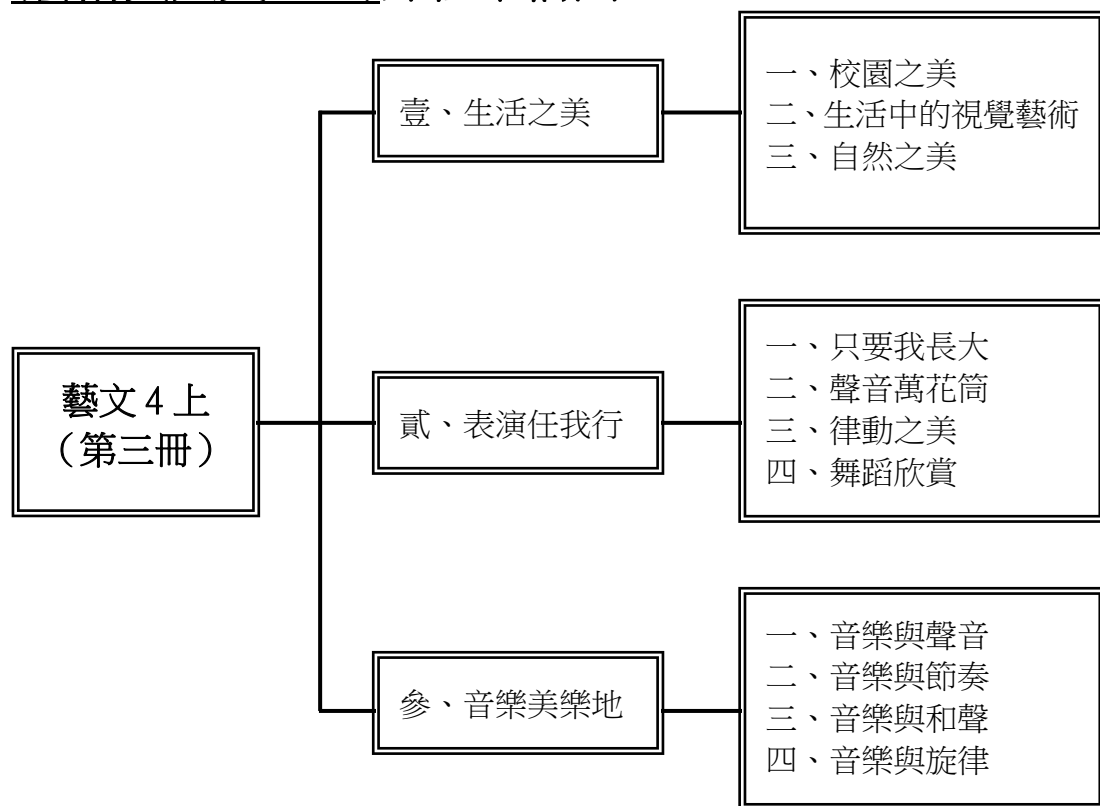 壹、生活之美
一、校園之美
二、生活中的視覺藝術
三、自然之美
藝文4上
（第三冊）
貳、表演任我行
一、只要我長大
二、聲音萬花筒
三、律動之美
四、舞蹈欣賞
參、音樂美樂地
一、音樂與聲音
二、音樂與節奏
三、音樂與和聲
四、音樂與旋律